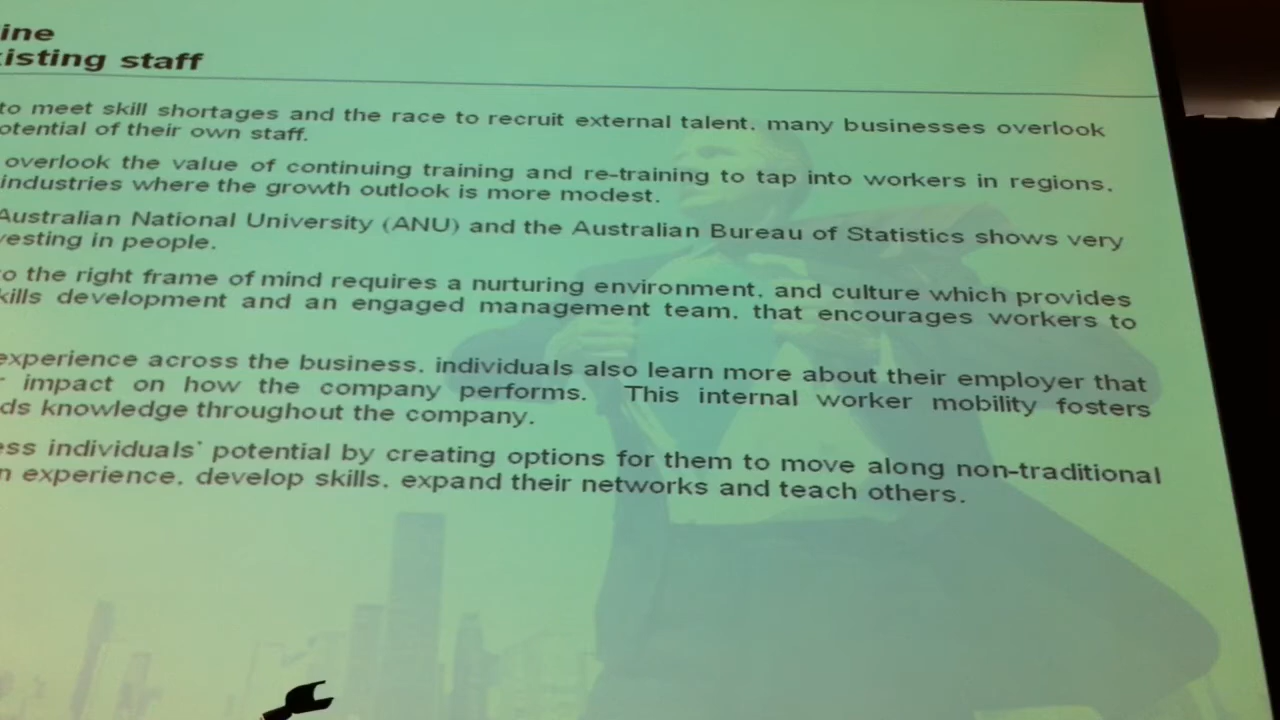 ine
isting staff
to meet skill shortages and the race to recruit external talent, many businesses overlook
otential of their own staff.
overlook the value of continuing training and re-training to tap into workers in regions,
industries where the growth outlook is more modest.
Australian National University (ANU) and the Australian Bureau of Statistics shows very
vesting in people.
o the right frame of mind requires a nurturing environment, and culture which provides
kills development and an engaged management team, that encourages workers to
experience across the business, individuals also learn more about their employer that
r impact on how the company performs. This internal worker mobility fosters
ds knowledge throughout the company.
ess individuals' potential by creating options for them to move along non-traditional
n experience, develop skills, expand their networks and teach others.